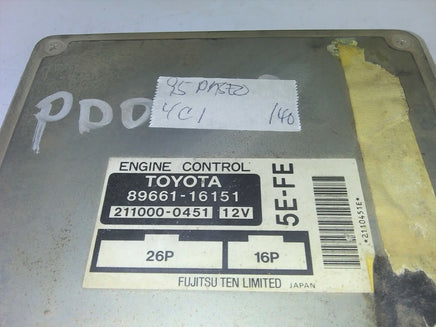 95 PASEO
4C1 140
PDD
ENGINE CONTROL
TOYOTA
89661-16151
211000-0451 12V
26P 16P
5E-FE
*2110451E*
FUJITSU TEN LIMITED JAPAN